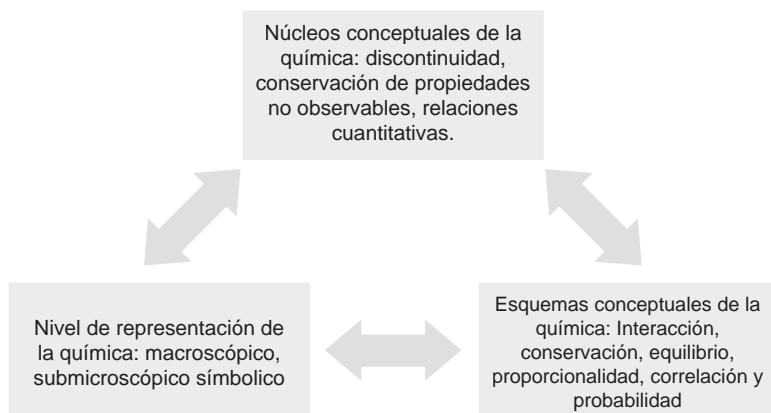 Núcleos conceptuales de la
química: discontinuidad,
conservación de propiedades
no observables, relaciones
cuantitativas.
Nivel de representación de
la química: macroscópico,
submicroscópico símbolico
Esquemas conceptuales de la
química: Interacción,
conservación, equilibrio,
proporcionalidad, correlación y
probabilidad